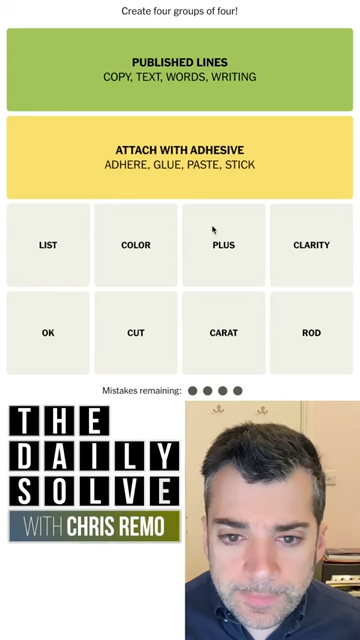 Create four groups of four!
PUBLISHED LINES
COPY, TEXT, WORDS, WRITING
ATTACH WITH ADHESIVE
ADHERE, GLUE, PASTE, STICK
LIST COLOR PLUS CLARITY
OK CUT CARAT ROD
Mistakes remaining:
THE
DAILY
SOLVE
WITH CHRIS REMO